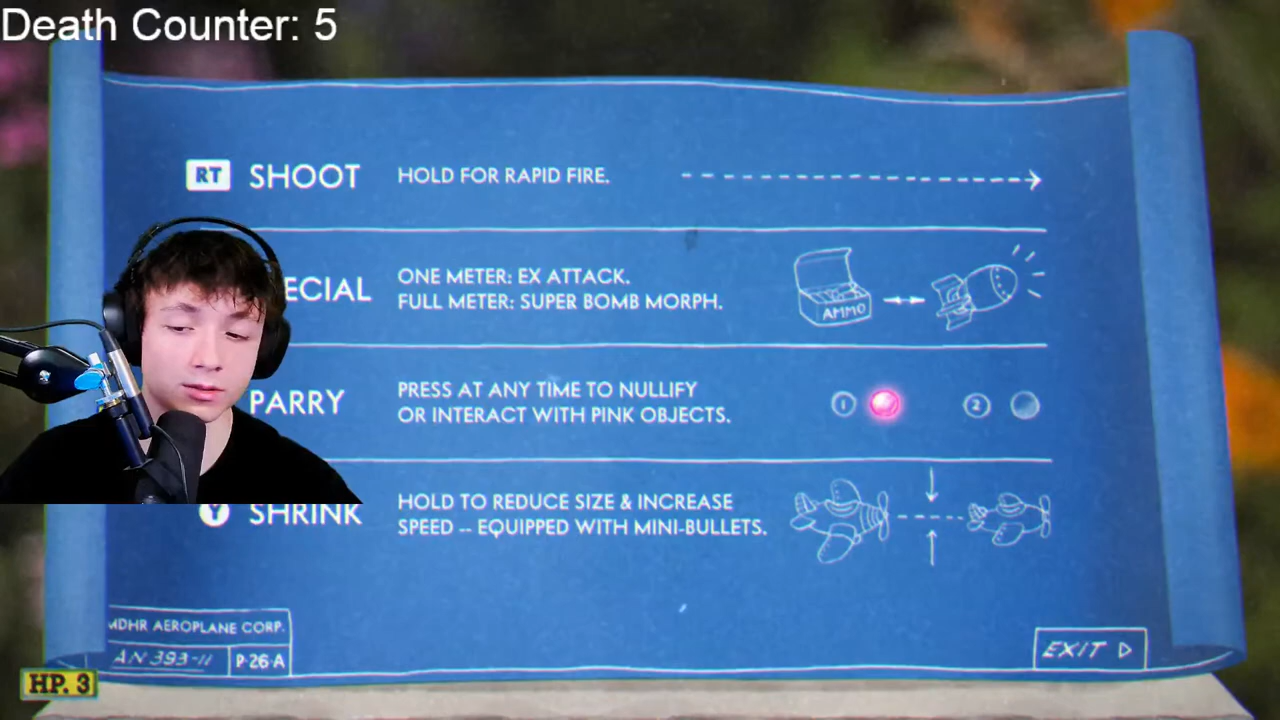 Death Counter: 5
RT SHOOT HOLD FOR RAPID FIRE.
ECIAL ONE METER: EX ATTACK.
FULL METER: SUPER BOMB MORPH.
AMMO
PARRY PRESS AT ANY TIME TO NULLIFY
OR INTERACT WITH PINK OBJECTS.
1 2
Y SHRINK HOLD TO REDUCE SIZE & INCREASE
SPEED -- EQUIPPED WITH MINI-BULLETS.
MDHR AEROPLANE CORP.
AN 393-11 P-26-A
EXIT
HP. 3